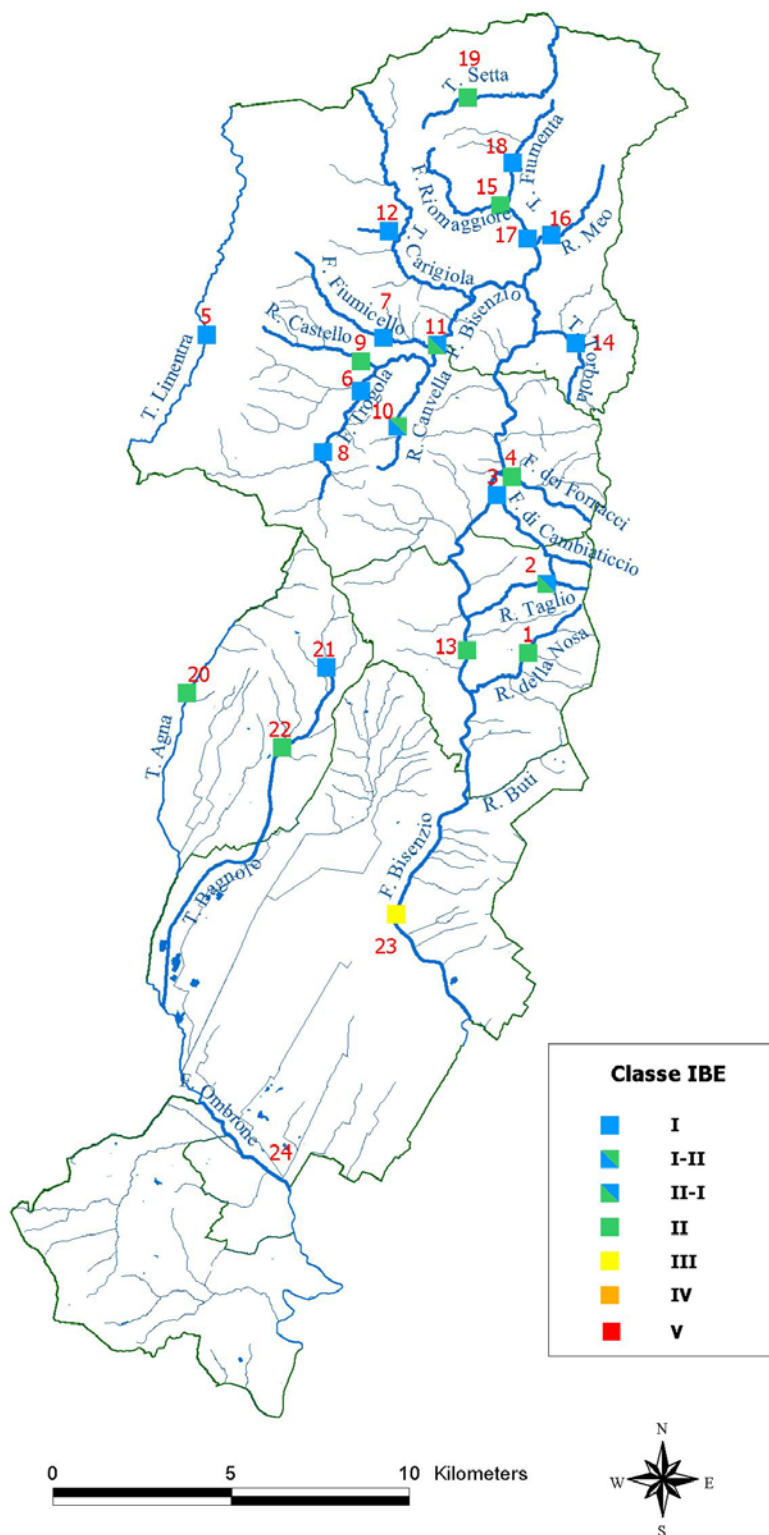 19
T. Setta
18
T. Fiumenta
15
F. Riomaggiore
12
16
17
R. Meo
T. Carigiola
F. Fiumicello
7
5
R. Castello
11
F. Bisenzio
14
T. Torbola
9
6
T. Limentra
F. Trogola
10
R. Canvella
8
4
3
F. dei Fornacci
F. di Cambiaticcio
2
R. Taglio
13
1
R. della Nosa
21
20
22
T. Agna
R. Buti
F. Bisenzio
T. Bagnolo
23
Classe IBE
I
I-II
II-I
II
III
IV
V
F. Ombrone
24
0 5 10 Kilometers
N
W E
S